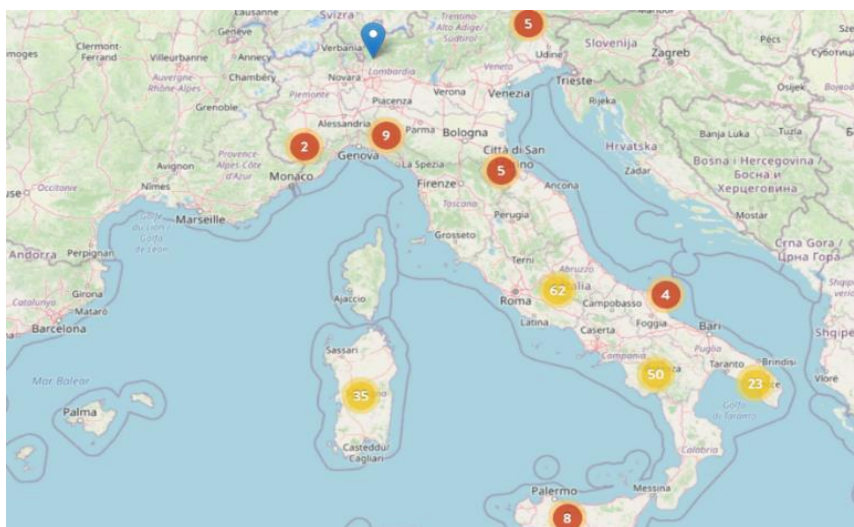 Svizra
Genève
Verbania
Trentino-
Alto Adige/
Südtirol
5
Udine
Slovenija
Zagreb
Pécs
Суботица
Clermont-
Ferrand
Villeurbanne
Annecy
Auvergne
Rhône-Alpes
Chambéry
Novara
Lombardia
Veneto
Verona
Venezia
Trieste
Rijeka
Osijek
Grenoble
Piemonte
Piacenza
Alessandria
9
Parma
Bologna
2
Genova
La Spezia
Città di San
5
Hrvatska
Banja Luka
Tuzla
Bosna i Hercegovina /
Босна и
Херцеговина
Zadar
Mostar
Provence-
Alpes-Côte
d'Azur
Avignon
Nîmes
Monaco
Occitanie
Marseille
Firenze
Toscana
Ancona
Perugia
Grosseto
Terni
Abruzzo
62
Andorra
Perpignan
Crna Gora /
Црна Гора
Catalunya
Girona
Mataró
Barcelona
Ajaccio
Roma
Latina
Campobasso
4
Foggia
Bari
Caserta
Campania
Puglia
Sassari
50
Taranto
Brindisi
23
Vlorë
Golfo
di Taranto
Mar Balear
Palma
35
Casteddu/
Cagliari
Calabria
Palermo
Messina
8